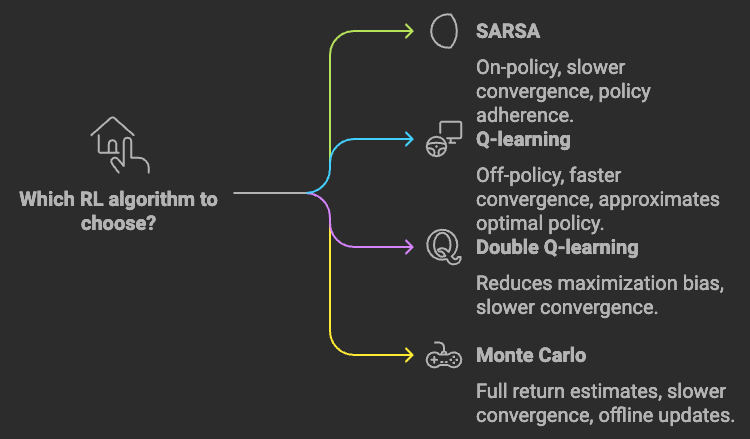 Which RL algorithm to
choose?
SARSA
On-policy, slower
convergence, policy
adherence.
Q-learning
Off-policy, faster
convergence, approximates
optimal policy.
Double Q-learning
Reduces maximization bias,
slower convergence.
Monte Carlo
Full return estimates, slower
convergence, offline updates.